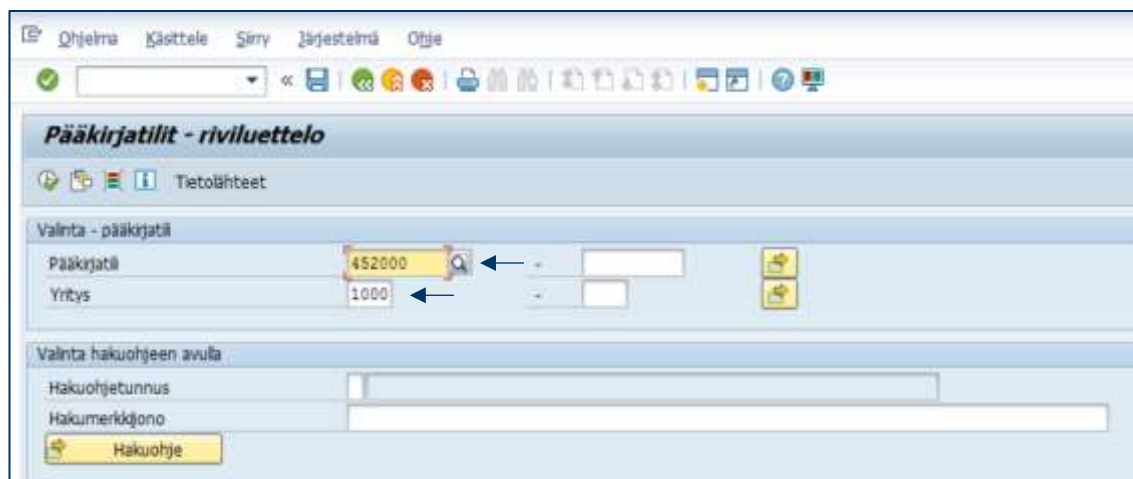 Ohjelma Käsittele Siirry Järjestelmä Ohje
«
Pääkirjatilit - riviluettelo
Tietolähteet
Valinta - pääkirjatili
Pääkirjatili 452000 -
Yritys 1000 -
Valinta hakuohjeen avulla
Hakuohjetunnus
Hakumerkkijono
Hakuohje